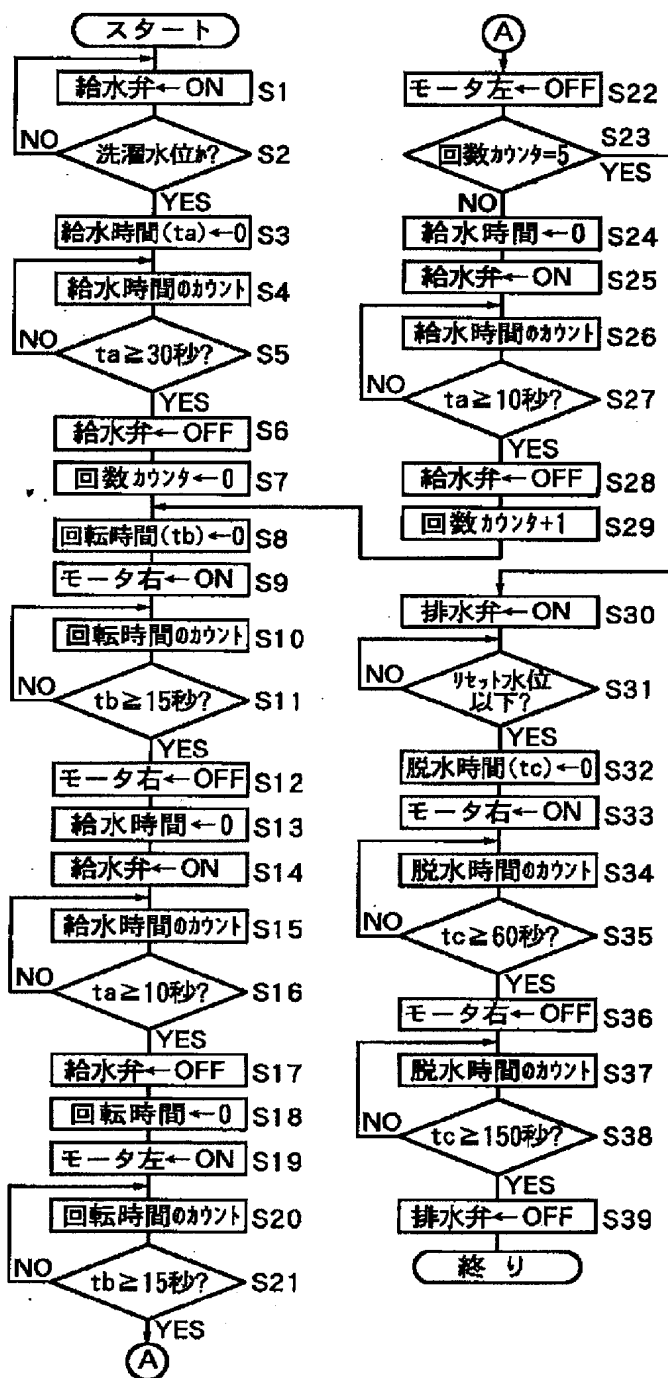 スタート
給水弁←ON S1
洗濯水位か? S2
NO
YES
給水時間(ta)←0 S3
給水時間のカウント S4
ta≧30秒? S5
NO
YES
給水弁←OFF S6
回数カウンタ←0 S7
回転時間(tb)←0 S8
モータ右←ON S9
回転時間のカウント S10
tb≧15秒? S11
NO
YES
モータ右←OFF S12
給水時間←0 S13
給水弁←ON S14
給水時間のカウント S15
ta≧10秒? S16
NO
YES
給水弁←OFF S17
回転時間←0 S18
モータ左←ON S19
回転時間のカウント S20
tb≧15秒? S21
NO
YES
A
A
モータ左←OFF S22
回数カウンタ=5 S23
YES
NO
給水時間←0 S24
給水弁←ON S25
給水時間のカウント S26
ta≧10秒? S27
NO
YES
給水弁←OFF S28
回数カウンタ+1 S29
排水弁←ON S30
リセット水位
以下? S31
NO
YES
脱水時間(tc)←0 S32
モータ右←ON S33
脱水時間のカウント S34
tc≧60秒? S35
NO
YES
モータ右←OFF S36
脱水時間のカウント S37
tc≧150秒? S38
NO
YES
排水弁←OFF S39
終り